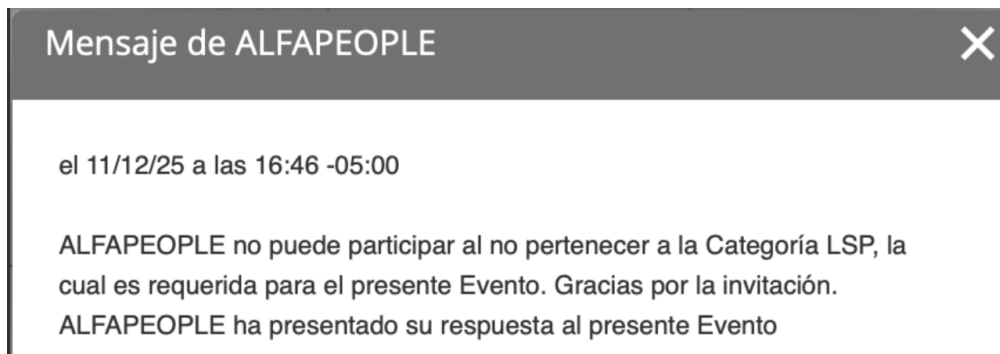 Mensaje de ALFAPEOPLE
el 11/12/25 a las 16:46 -05:00
ALFAPEOPLE no puede participar al no pertenecer a la Categoría LSP, la
cual es requerida para el presente Evento. Gracias por la invitación.
ALFAPEOPLE ha presentado su respuesta al presente Evento